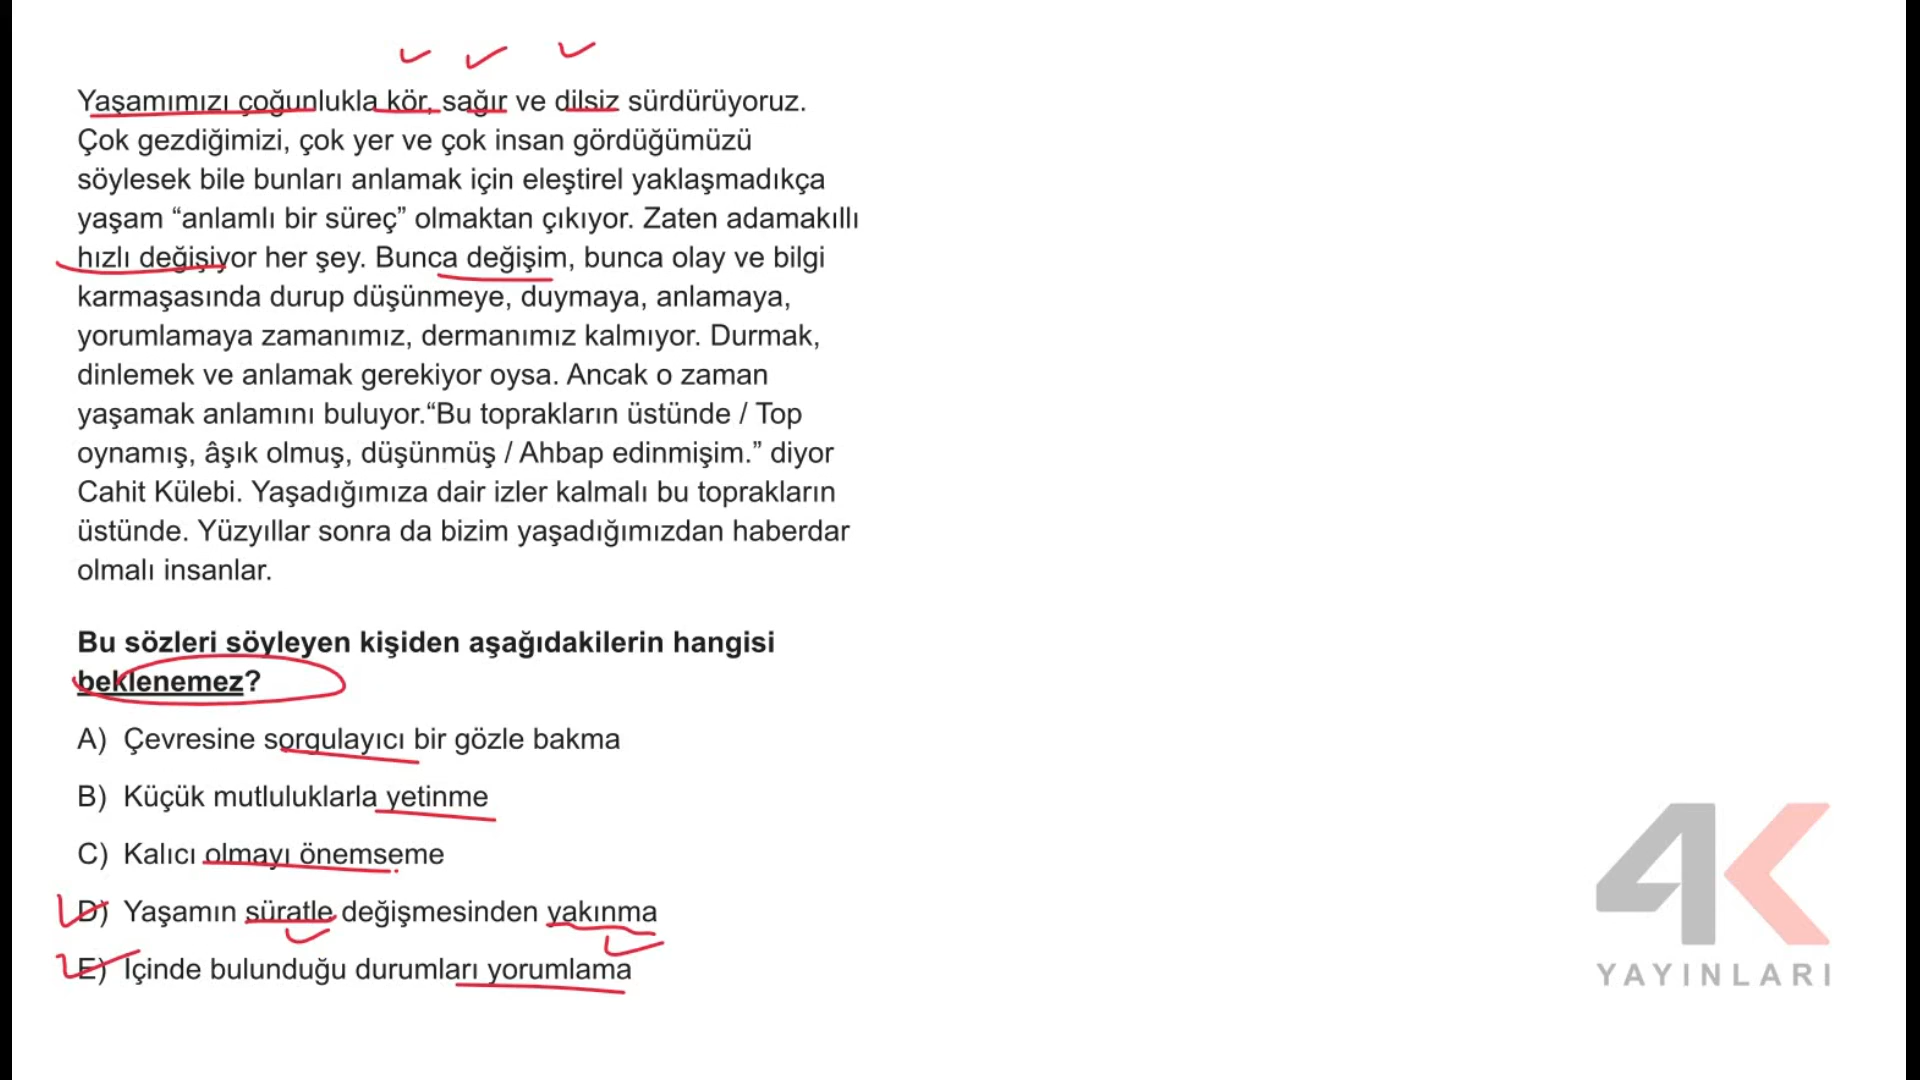 Yaşamımızı çoğunlukla kör, sağır ve dilsiz sürdürüyoruz.
Çok gezdiğimizi, çok yer ve çok insan gördüğümüzü
söylesek bile bunları anlamak için eleştirel yaklaşmadıkça
yaşam “anlamlı bir süreç” olmaktan çıkıyor. Zaten adamakıllı
hızlı değişiyor her şey. Bunca değişim, bunca olay ve bilgi
karmaşasında durup düşünmeye, duymaya, anlamaya,
yorumlamaya zamanımız, dermanımız kalmıyor. Durmak,
dinlemek ve anlamak gerekiyor oysa. Ancak o zaman
yaşamak anlamını buluyor.“Bu toprakların üstünde / Top
oynamış, âşık olmuş, düşünmüş / Ahbap edinmişim.” diyor
Cahit Külebi. Yaşadığımıza dair izler kalmalı bu toprakların
üstünde. Yüzyıllar sonra da bizim yaşadığımızdan haberdar
olmalı insanlar.
Bu sözleri söyleyen kişiden aşağıdakilerin hangisi
beklenemez?
A) Çevresine sorgulayıcı bir gözle bakma
B) Küçük mutluluklarla yetinme
C) Kalıcı olmayı önemseme
D) Yaşamın süratle değişmesinden yakınma
E) İçinde bulunduğu durumları yorumlama
4K
YAYINLARI